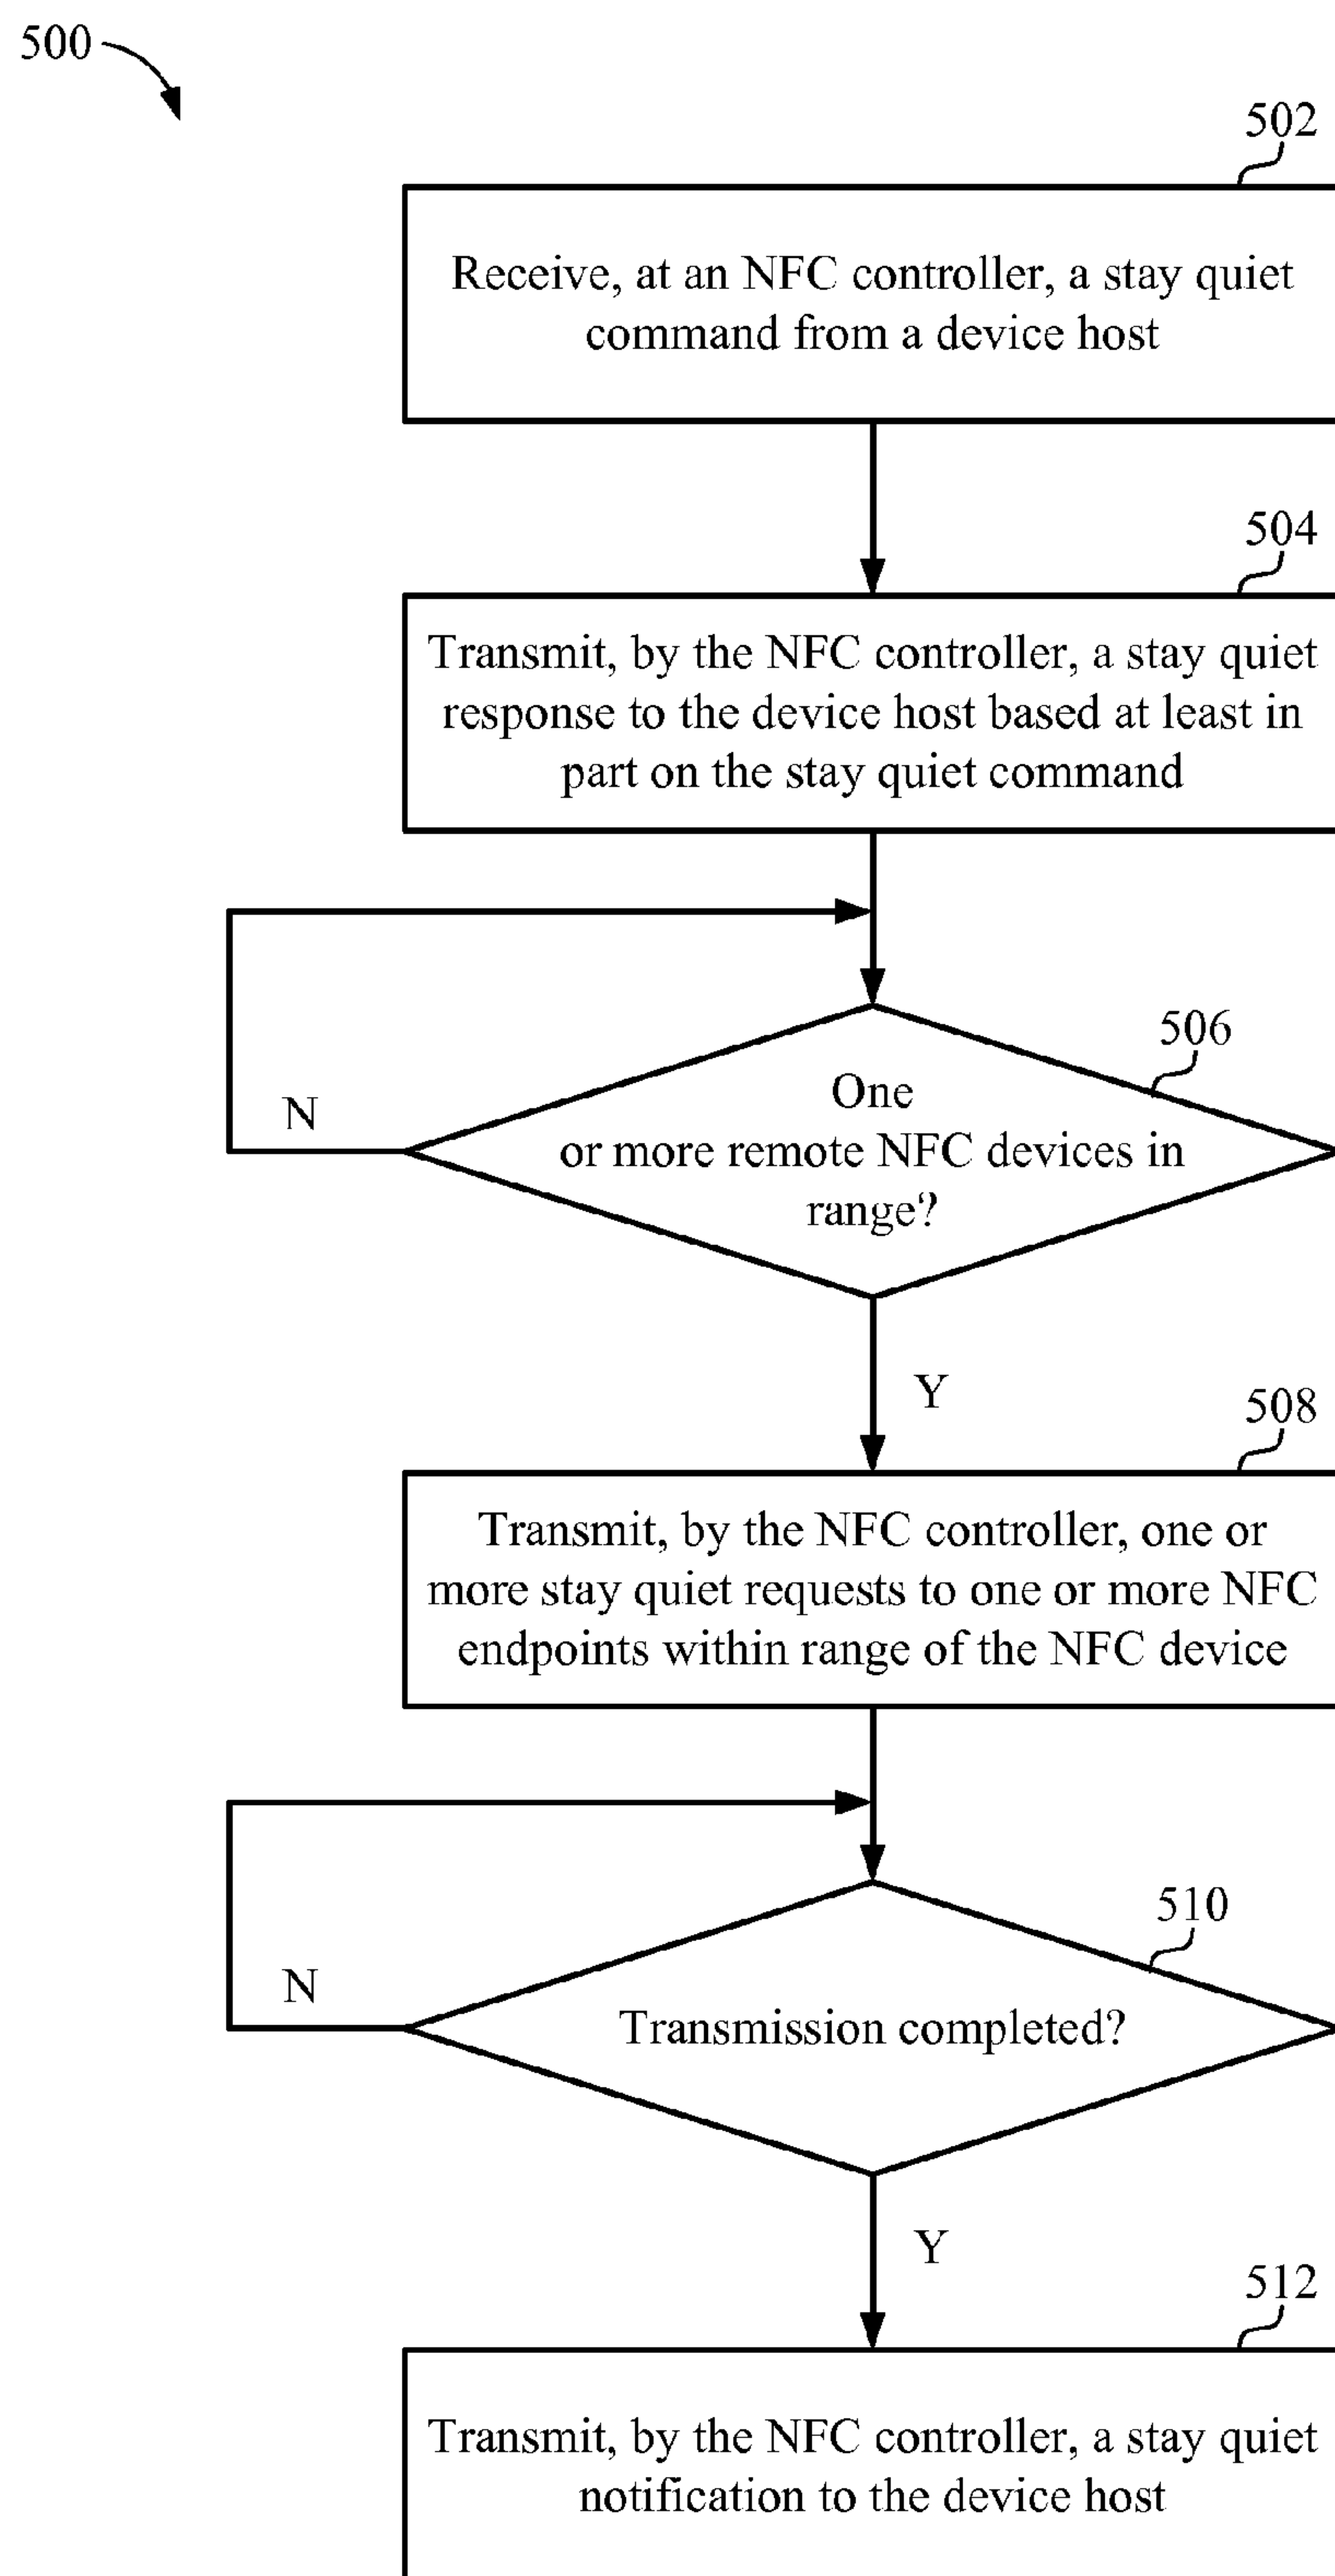 500
502
Receive, at an NFC controller, a stay quiet
command from a device host
504
Transmit, by the NFC controller, a stay quiet
response to the device host based at least in
part on the stay quiet command
506
One
or more remote NFC devices in
range?
N
Y
508
Transmit, by the NFC controller, one or
more stay quiet requests to one or more NFC
endpoints within range of the NFC device
510
Transmission completed?
N
Y
512
Transmit, by the NFC controller, a stay quiet
notification to the device host